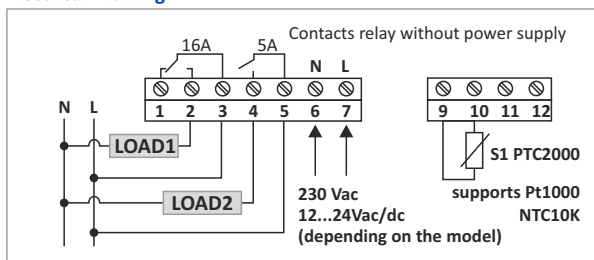 16A
5A
Contacts relay without power supply
N
L
1
2
3
4
5
6
7
9
10
11
12
N
L
LOAD1
LOAD2
S1 PTC2000
230 Vac
12...24Vac/dc
(depending on the model)
supports Pt1000
NTC10K